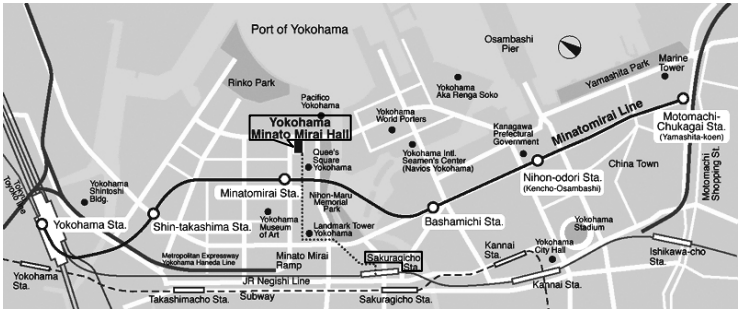 Port of Yokohama
Osambashi
Pier
Marine
Tower
Yamashita Park
Rinko Park
Pacifico
Yokohama
Yokohama
Aka Renga Soko
Yokohama
Minato Mirai Hall
Yokohama
World Porters
Kanagawa
Prefectural
Government
Minatomirai Line
Motomachi-
Chukagai Sta.
(Yamashita-koen)
Quee's
Square
Yokohama
Yokohama Intl.
Seamen's Center
(Navios Yokohama)
China Town
Motomachi
Shopping St.
Nihon-odori Sta.
(Kencho-Osambashi)
Tokyu
Toyoko line
Yokohama
Shintoshi
Bldg.
Minatomirai Sta.
Nihon-Maru
Memorial
Park
Yokohama Sta.
Shin-takashima Sta.
Yokohama
Museum
of Art
Landmark Tower
Yokohama
Bashamichi Sta.
Yokohama
Stadium
Metropolitan Expressway
Yokohama Haneda Line
Minato Mirai
Ramp
Sakuragicho
Sta.
Kannai
Sta.
Yokohama
City Hall
Ishikawa-cho
Sta.
Yokohama
Sta.
JR Negishi Line
Kannai Sta.
Takashimacho Sta.
Subway
Sakuragicho Sta.